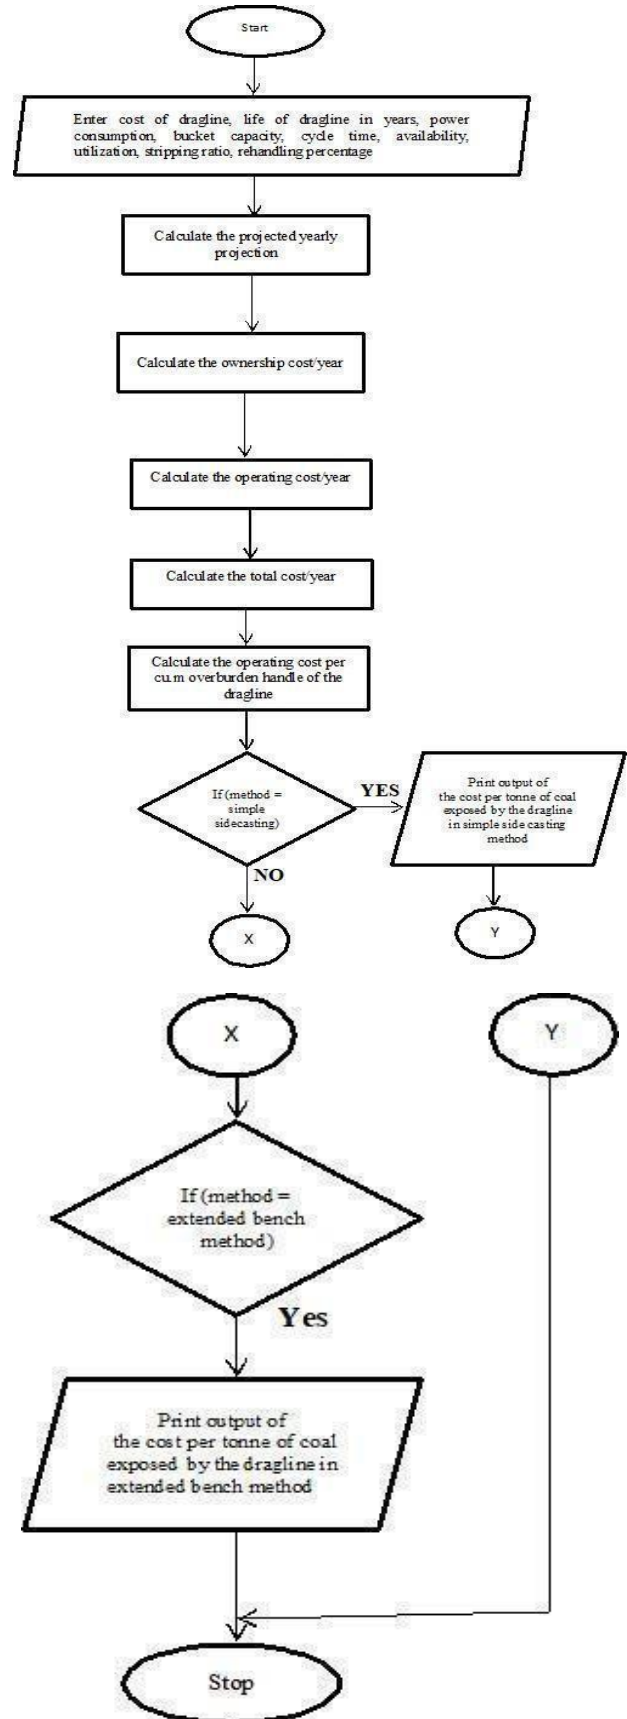 Start
Enter cost of dragline, life of dragline in years, power
consumption, bucket capacity, cycle time, availability,
utilization, stripping ratio, rehandling percentage
Calculate the projected yearly
projection
Calculate the ownership cost/year
Calculate the operating cost/year
Calculate the total cost/year
Calculate the operating cost per
cu.m overburden handle of the
dragline
If (method =
simple
sidecasting)
YES
Print output of
the cost per tonne of coal
exposed by the dragline
in simple side casting
method
NO
X
Y
X
Y
If (method =
extended bench
method)
Yes
Print output of
the cost per tonne of coal
exposed by the dragline in
extended bench method
Stop